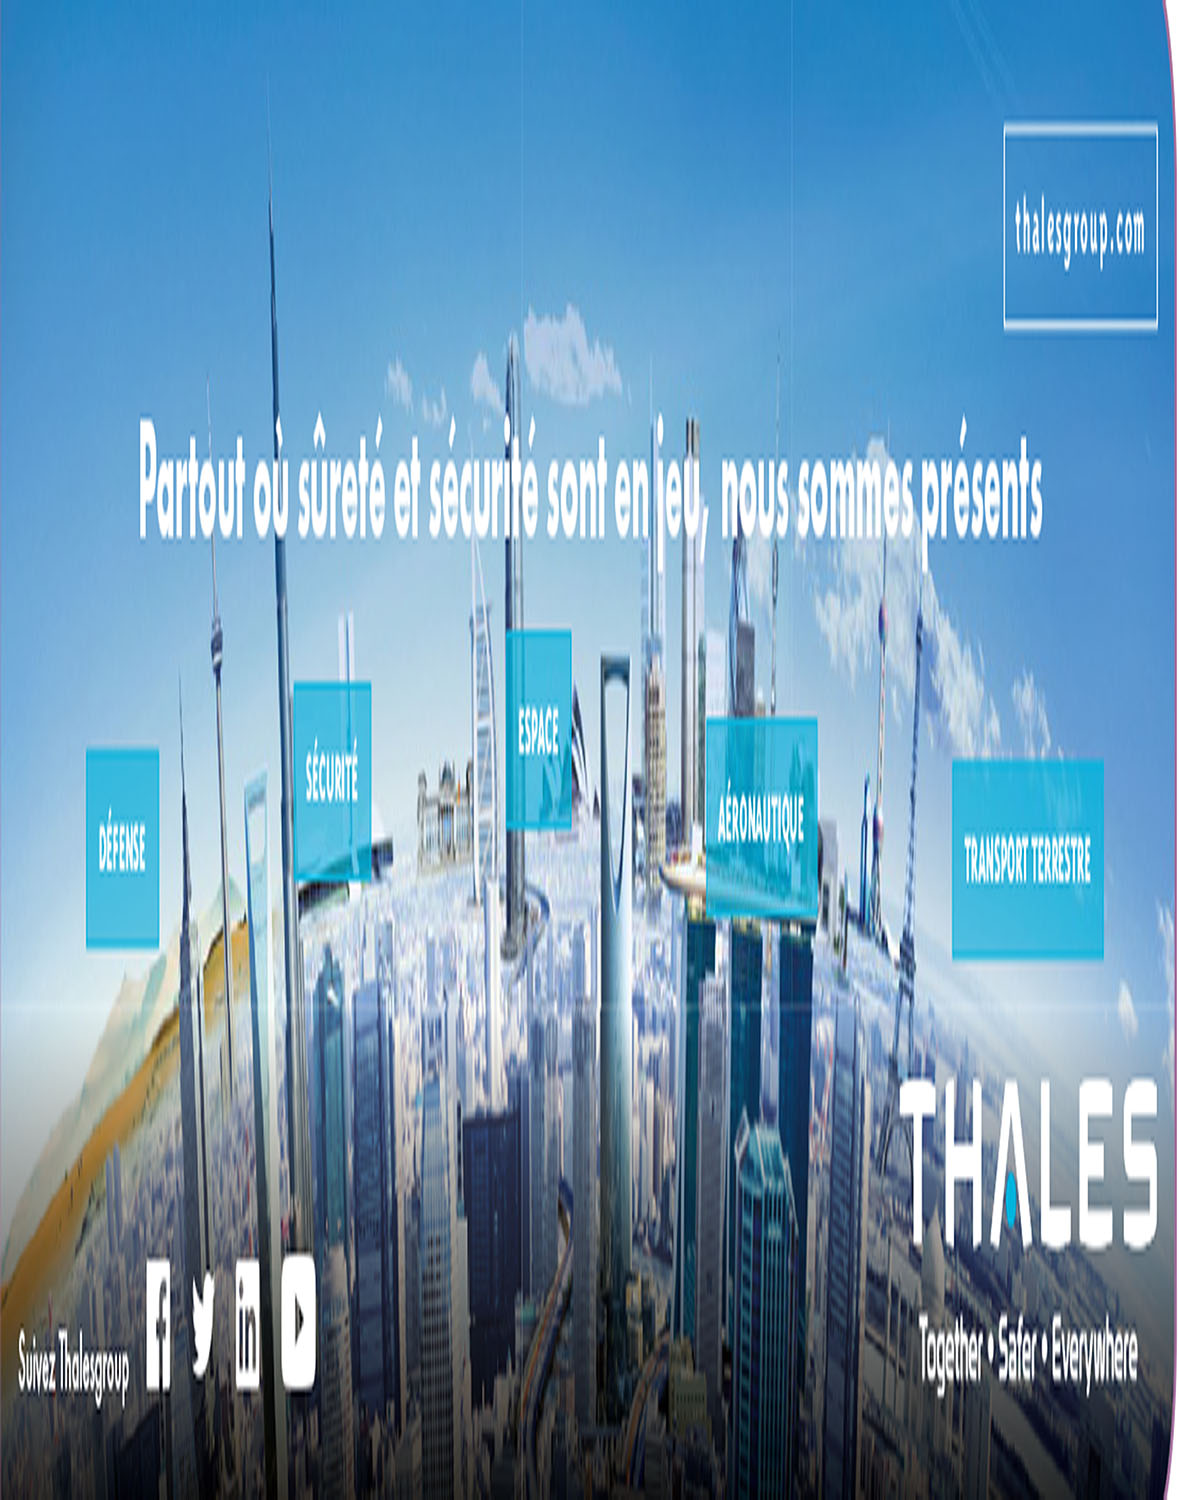 thalesgroup.com
Partout où sûreté et sécurité sont en jeu, nous sommes présents
ESPACE
SÉCURITÉ
AÉRONAUTIQUE
DÉFENSE
TRANSPORT TERRESTRE
THALES
Together • Safer • Everywhere
Suivez Thalesgroup